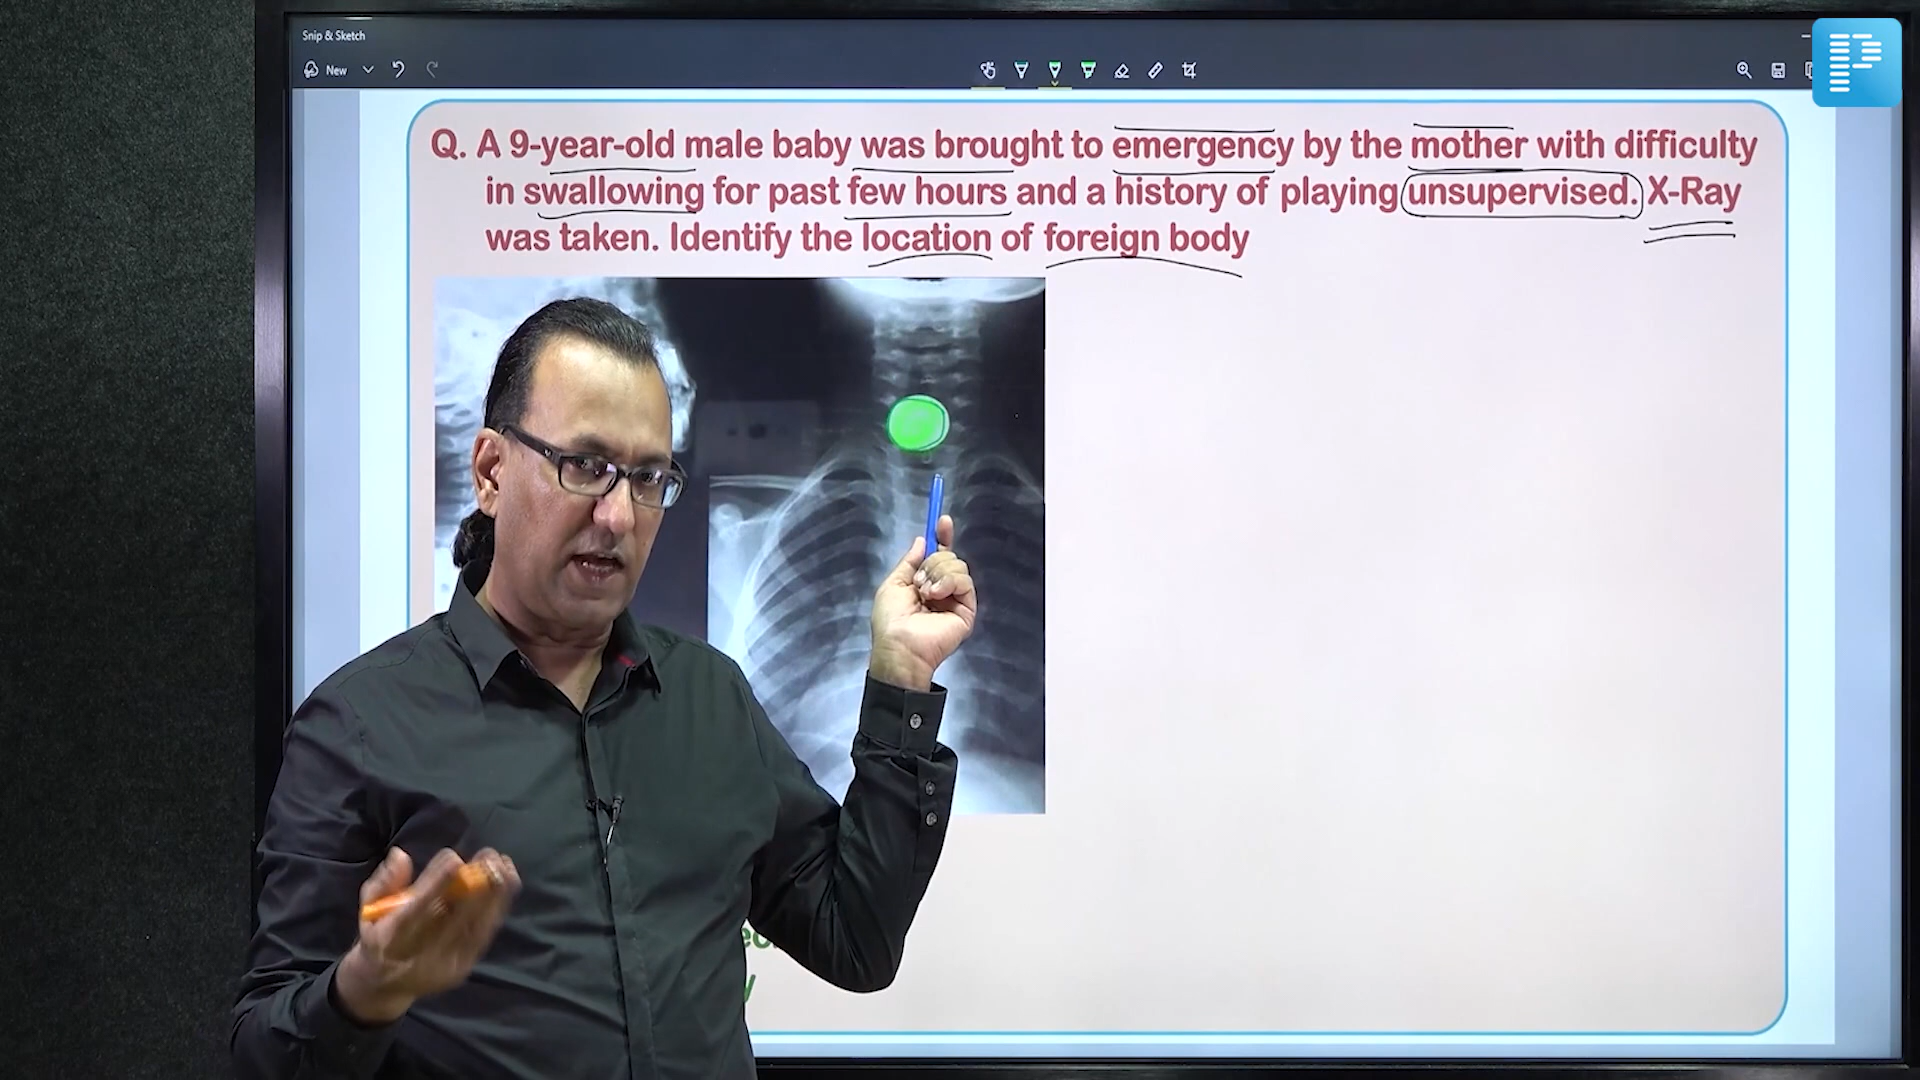 Snip & Sketch
New
Q. A 9-year-old male baby was brought to emergency by the mother with difficulty
in swallowing for past few hours and a history of playing unsupervised. X-Ray
was taken. Identify the location of foreign body